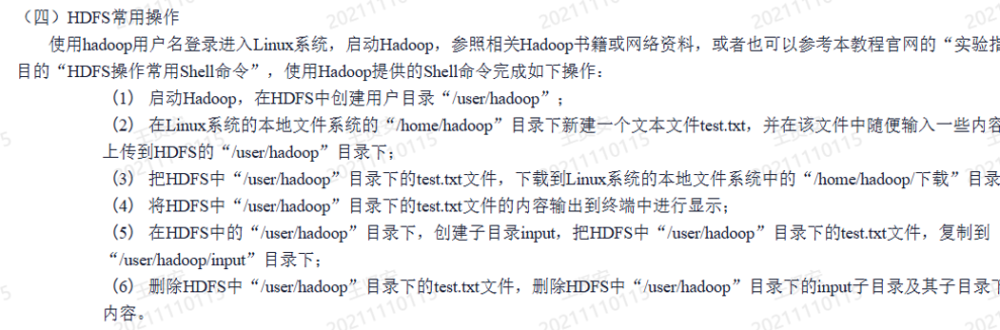 （四）HDFS常用操作
使用hadoop用户名登录进入Linux系统，启动Hadoop，参照相关Hadoop书籍或网络资料，或者也可以参考本教程官网的“实验指
目的“HDFS操作常用Shell命令”，使用Hadoop提供的Shell命令完成如下操作：
（1） 启动Hadoop，在HDFS中创建用户目录“/user/hadoop”；
（2） 在Linux系统的本地文件系统的“/home/hadoop”目录下新建一个文本文件test.txt，并在该文件中随便输入一些内容
上传到HDFS的“/user/hadoop”目录下；
（3） 把HDFS中“/user/hadoop”目录下的test.txt文件，下载到Linux系统的本地文件系统中的“/home/hadoop/下载”目录
（4） 将HDFS中“/user/hadoop”目录下的test.txt文件的内容输出到终端中进行显示；
（5） 在HDFS中的“/user/hadoop”目录下，创建子目录input，把HDFS中“/user/hadoop”目录下的test.txt文件，复制到
“/user/hadoop/input”目录下；
（6） 删除HDFS中“/user/hadoop”目录下的test.txt文件，删除HDFS中“/user/hadoop”目录下的input子目录及其子目录下
内容。
20211110115